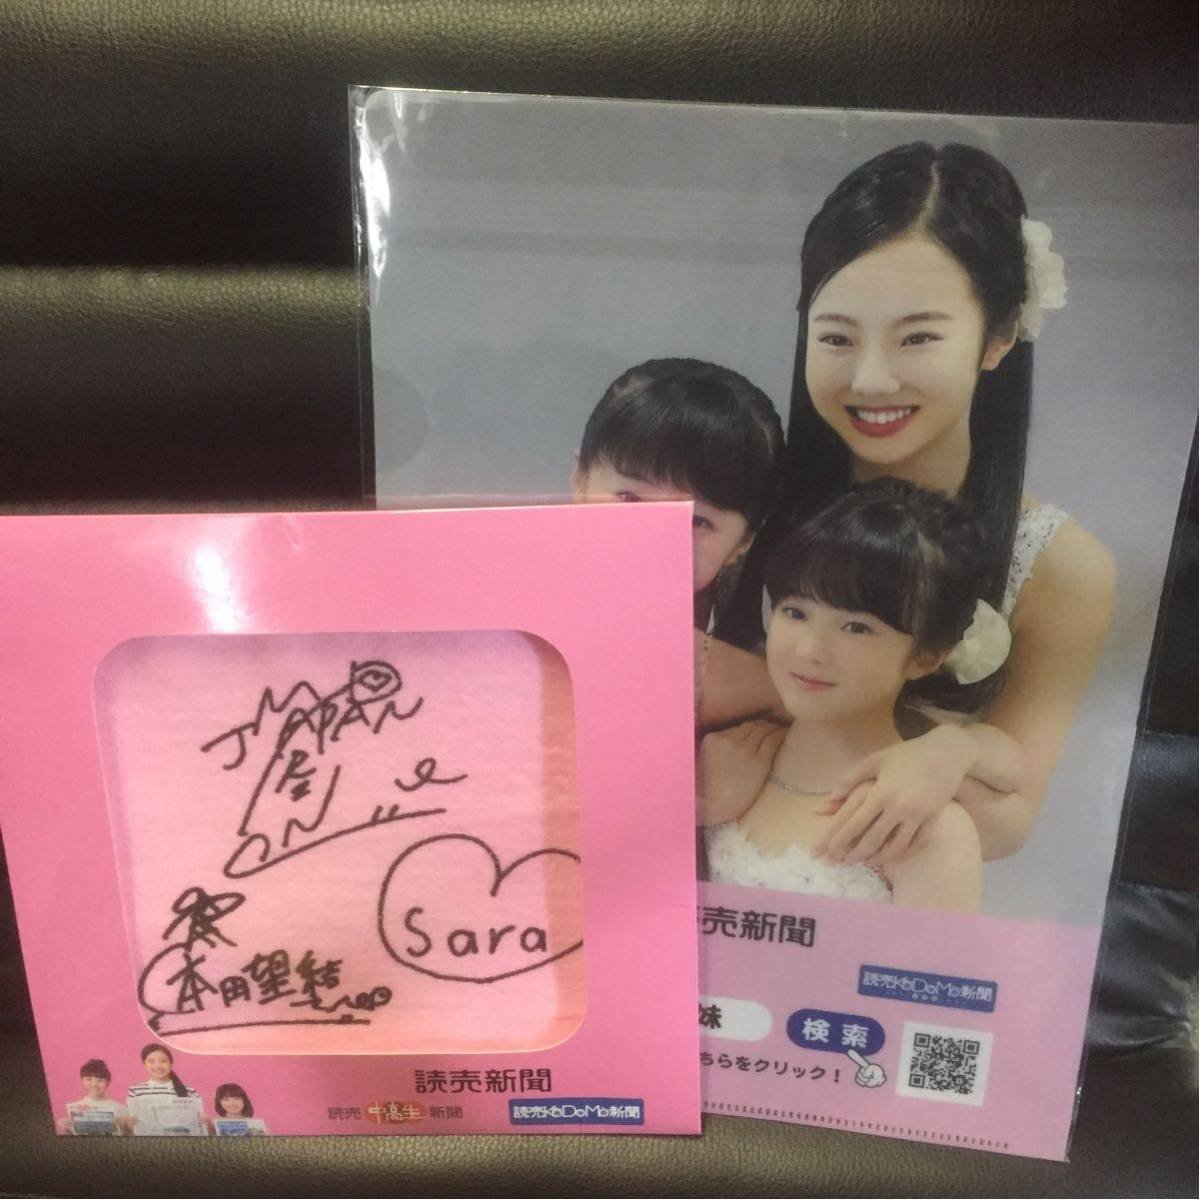 Sara
本田望結
読売新聞
読売中高生新聞
読売KoDoMo新聞
売新聞
読売KoDoMo新聞
妹
検索
ちらをクリック！